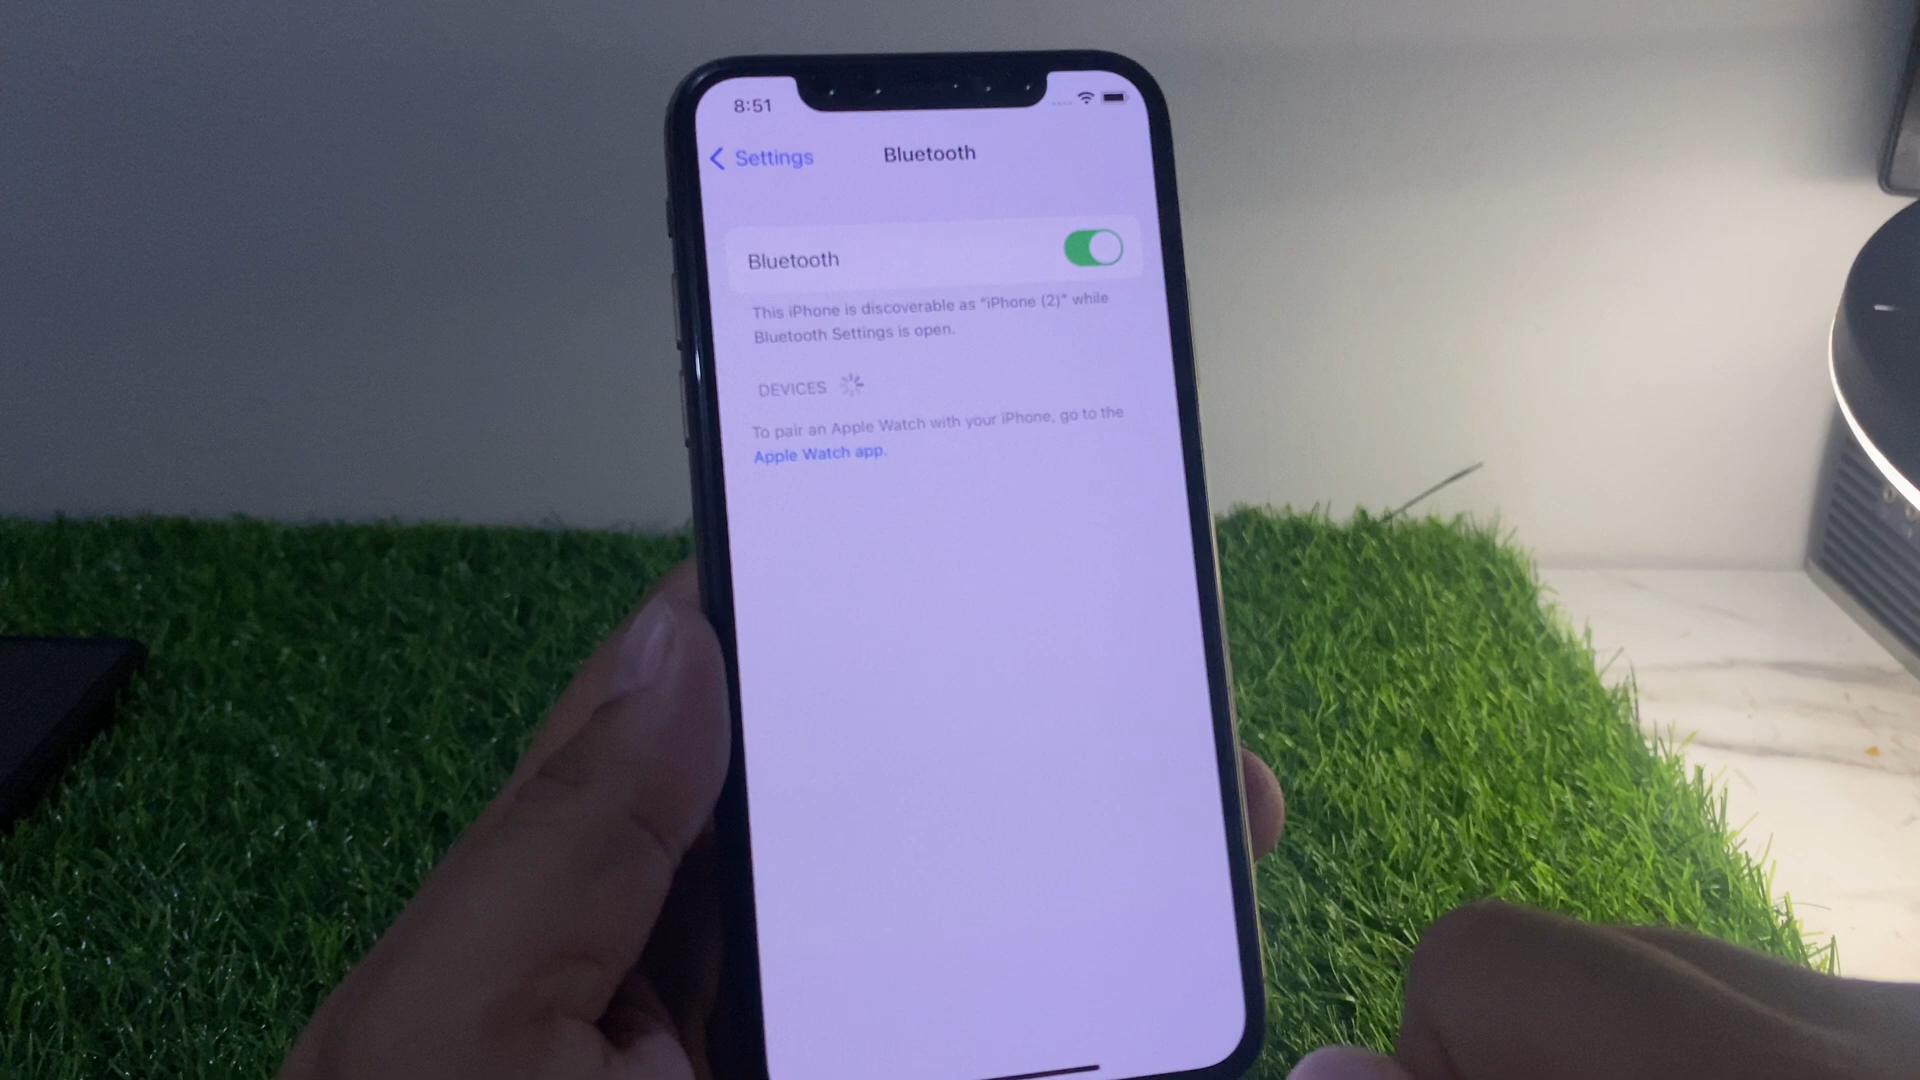 8:51
Settings
Bluetooth
Bluetooth
This iPhone is discoverable as “iPhone (2)” while
Bluetooth Settings is open.
DEVICES
To pair an Apple Watch with your iPhone, go to the
Apple Watch app.